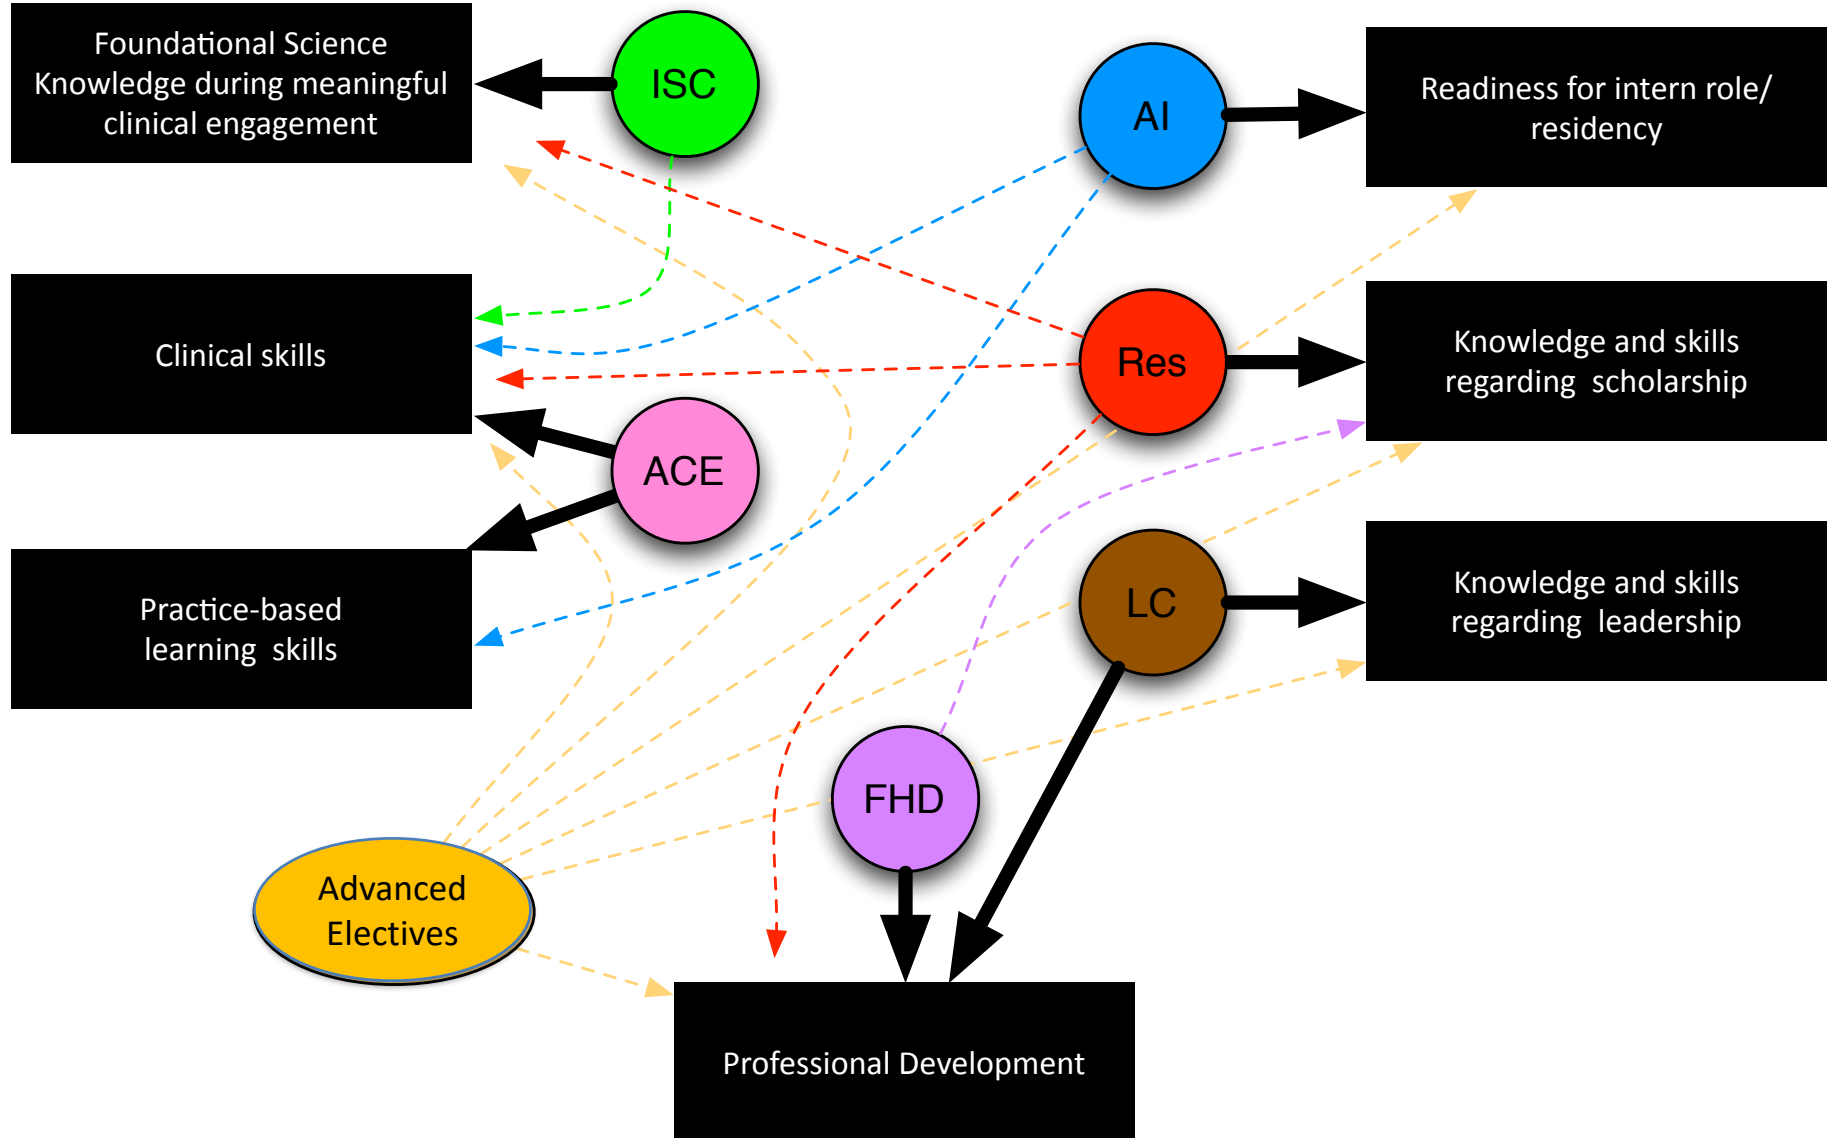 Foundational Science
Knowledge during meaningful
clinical engagement
ISC
AI
Readiness for intern role/
residency
Clinical skills
Res
Knowledge and skills
regarding scholarship
ACE
Practice-based
learning skills
LC
Knowledge and skills
regarding leadership
FHD
Advanced
Electives
Professional Development